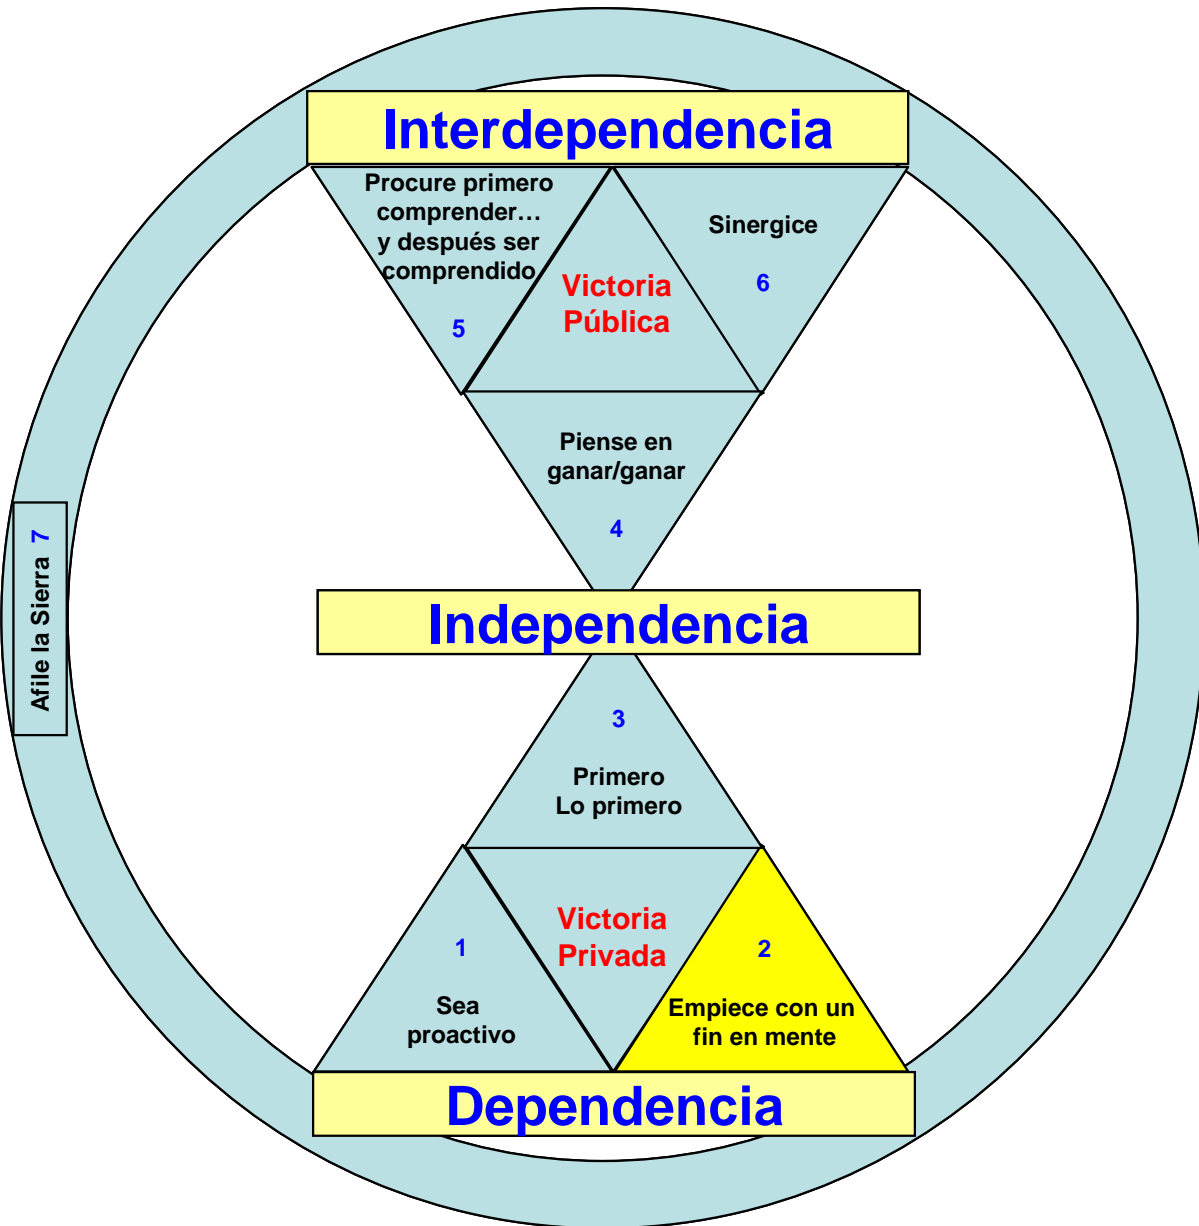 Interdependencia
Procure primero
comprender…
y después ser
comprendido
5
Victoria
Pública
Sinergice
6
Piense en
ganar/ganar
4
Afile la Sierra 7
Independencia
3
Primero
Lo primero
1
Sea
proactivo
Victoria
Privada
2
Empiece con un
fin en mente
Dependencia